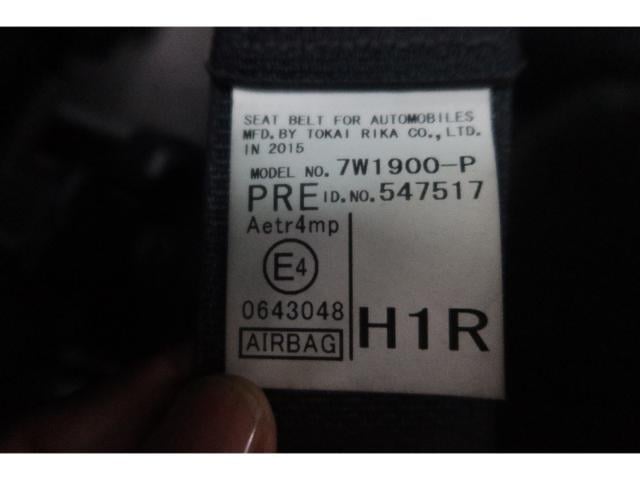 SEAT BELT FOR AUTOMOBILES
MFD. BY TOKAI RIKA CO., LTD.
IN 2015
MODEL NO. 7W1900-P
PRE ID.NO. 547517
Aetr4mp
E4
0643048
AIRBAG
H1R